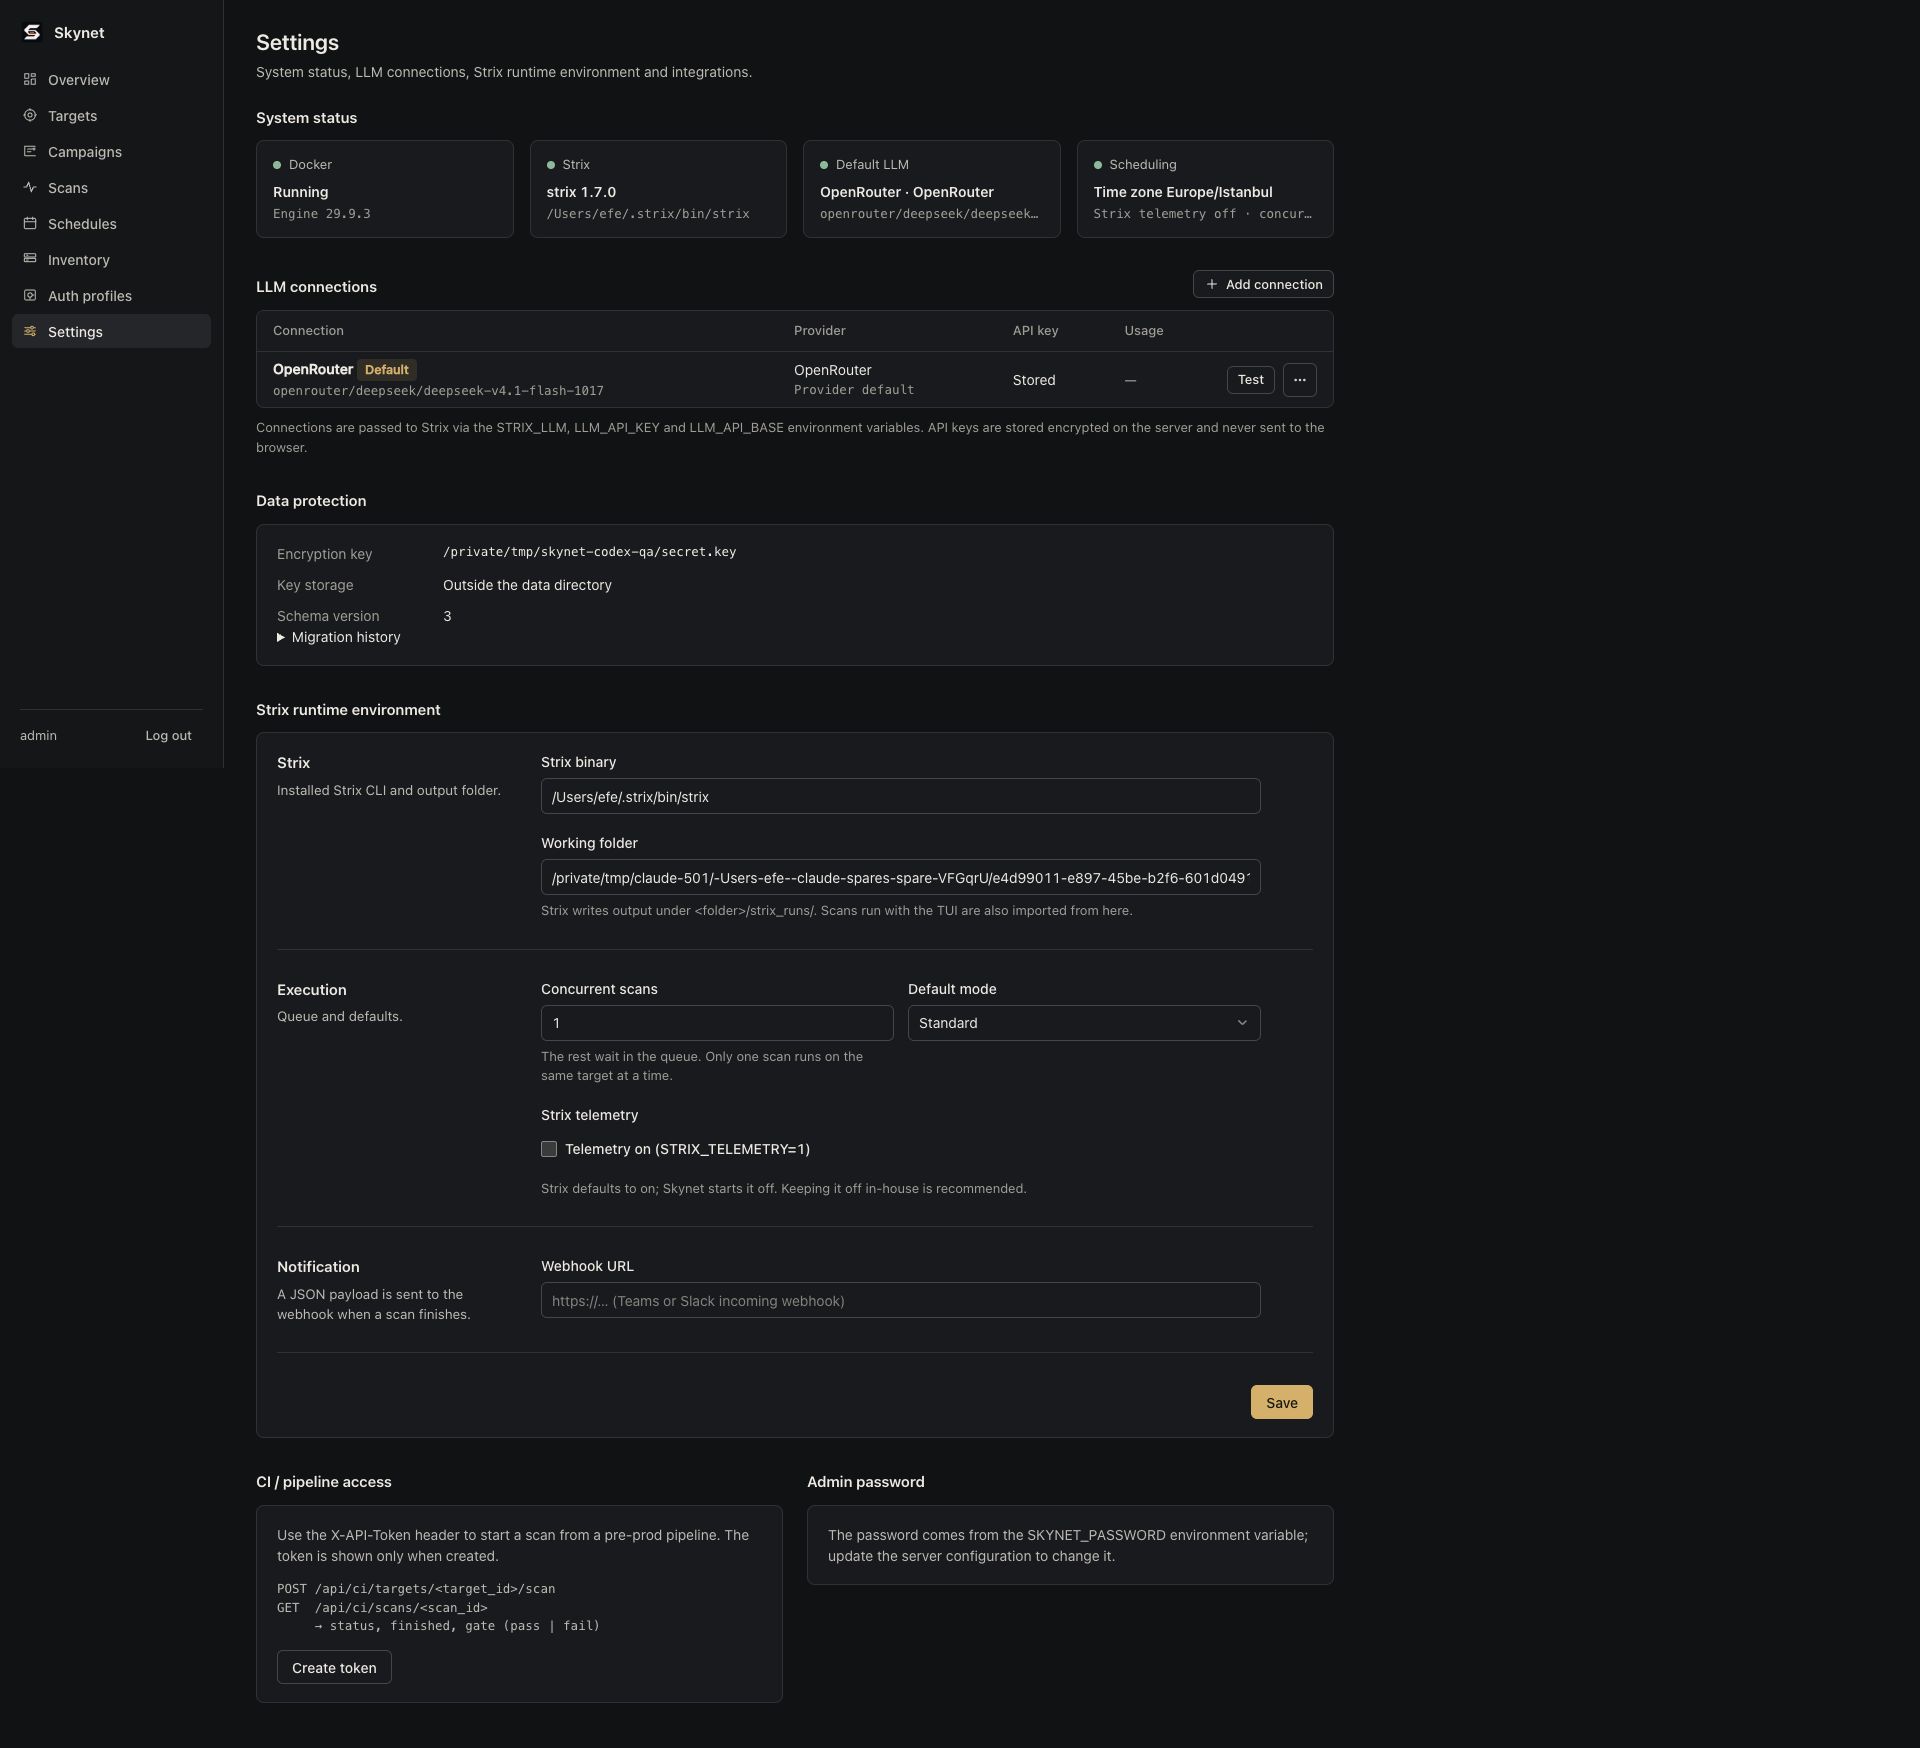 Skynet
Overview
Targets
Campaigns
Scans
Schedules
Inventory
Auth profiles
Settings
admin
Log out
Settings
System status, LLM connections, Strix runtime environment and integrations.
System status
Docker
Running
Engine 29.9.3
Strix
strix 1.7.0
/Users/efe/.strix/bin/strix
Default LLM
OpenRouter · OpenRouter
openrouter/deepseek/deepseek…
Scheduling
Time zone Europe/Istanbul
Strix telemetry off · concur…
LLM connections
Add connection
Connection Provider API key Usage
OpenRouter Default
openrouter/deepseek/deepseek-v4.1-flash-1017
OpenRouter
Provider default
Stored
—
Test
Connections are passed to Strix via the STRIX_LLM, LLM_API_KEY and LLM_API_BASE environment variables. API keys are stored encrypted on the server and never sent to the
browser.
Data protection
Encryption key /private/tmp/skynet-codex-qa/secret.key
Key storage Outside the data directory
Schema version 3
Migration history
Strix runtime environment
Strix
Installed Strix CLI and output folder.
Strix binary
/Users/efe/.strix/bin/strix
Working folder
/private/tmp/claude-501/-Users-efe--claude-spares-spare-VFGqrU/e4d99011-e897-45be-b2f6-601d0491
Strix writes output under <folder>/strix_runs/. Scans run with the TUI are also imported from here.
Execution
Queue and defaults.
Concurrent scans
1
The rest wait in the queue. Only one scan runs on the
same target at a time.
Default mode
Standard
Strix telemetry
Telemetry on (STRIX_TELEMETRY=1)
Strix defaults to on; Skynet starts it off. Keeping it off in-house is recommended.
Notification
A JSON payload is sent to the
webhook when a scan finishes.
Webhook URL
https://… (Teams or Slack incoming webhook)
Save
CI / pipeline access
Use the X-API-Token header to start a scan from a pre-prod pipeline. The
token is shown only when created.
POST /api/ci/targets/<target_id>/scan
GET /api/ci/scans/<scan_id>
→ status, finished, gate (pass | fail)
Create token
Admin password
The password comes from the SKYNET_PASSWORD environment variable;
update the server configuration to change it.